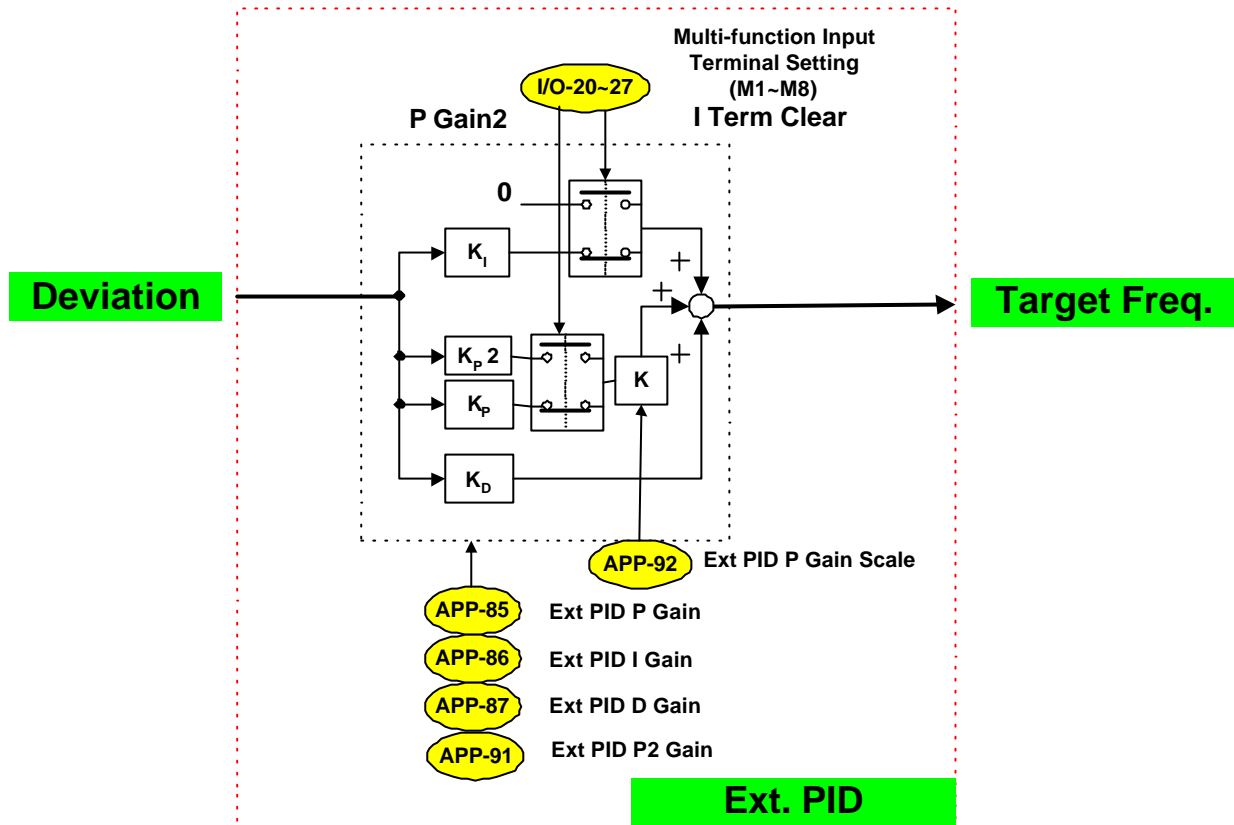 Multi-function Input
Terminal Setting
(M1~M8)
I Term Clear
I/O-20~27
P Gain2
0
K_I
+
+
Deviation
Target Freq.
K_P 2
K
+
K_P
K_D
APP-92 Ext PID P Gain Scale
APP-85 Ext PID P Gain
APP-86 Ext PID I Gain
APP-87 Ext PID D Gain
APP-91 Ext PID P2 Gain
Ext. PID